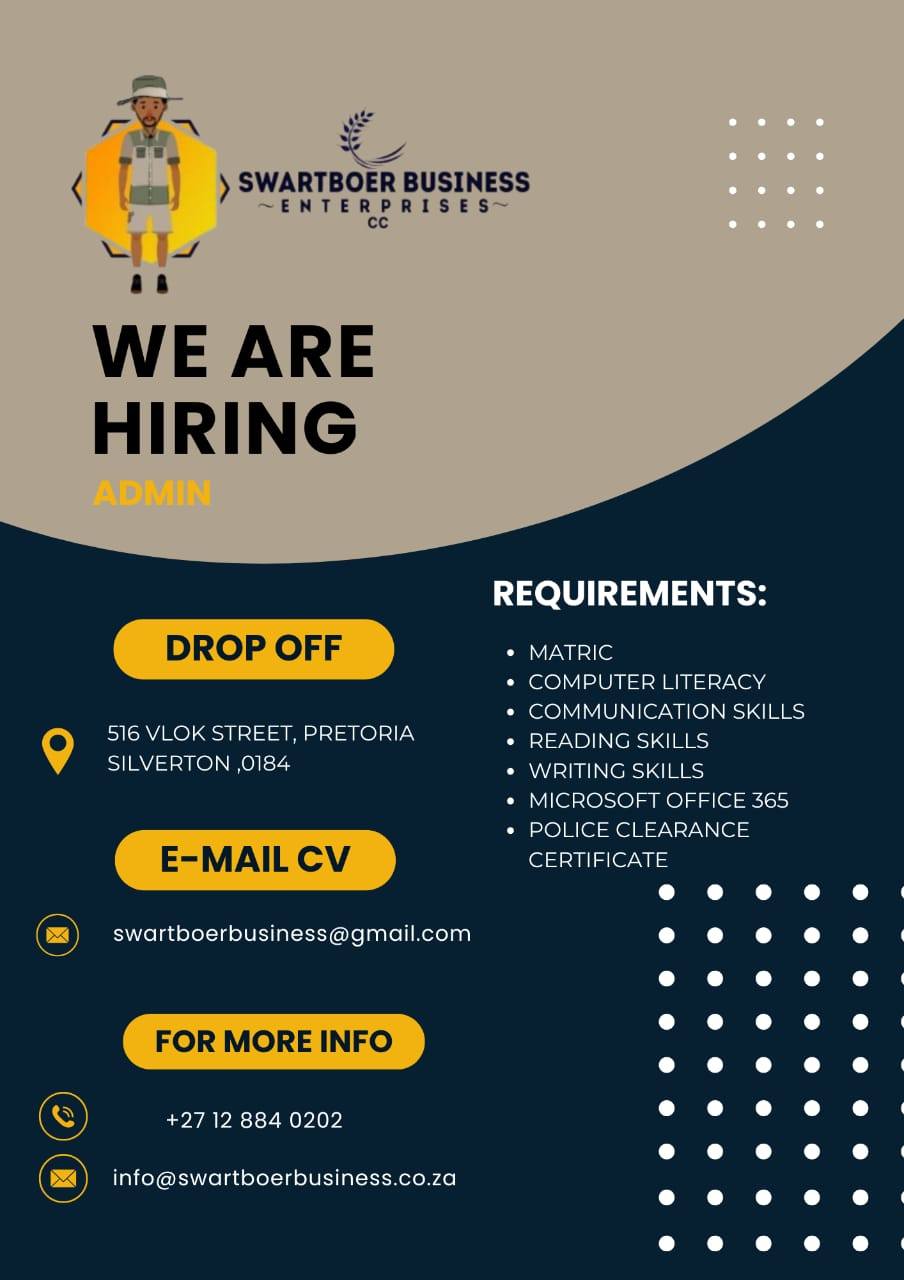 SWARTBOER BUSINESS
~ENTERPRISES~
CC
WE ARE
HIRING
ADMIN
DROP OFF
516 VLOK STREET, PRETORIA
SILVERTON ,0184
E-MAIL CV
swartboerbusiness@gmail.com
FOR MORE INFO
+27 12 884 0202
info@swartboerbusiness.co.za
REQUIREMENTS:
• MATRIC
• COMPUTER LITERACY
• COMMUNICATION SKILLS
• READING SKILLS
• WRITING SKILLS
• MICROSOFT OFFICE 365
• POLICE CLEARANCE
CERTIFICATE